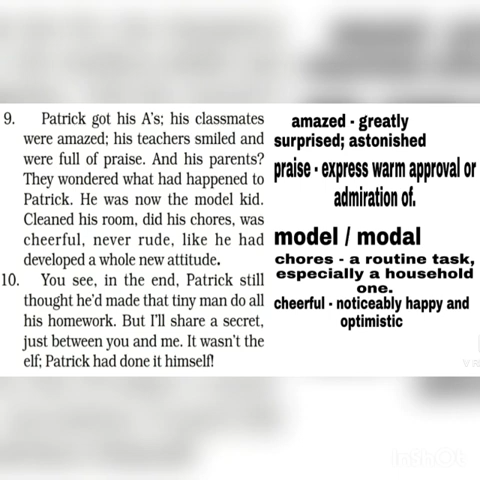 9. Patrick got his A's; his classmates
were amazed; his teachers smiled and
were full of praise. And his parents?
They wondered what had happened to
Patrick. He was now the model kid.
Cleaned his room, did his chores, was
cheerful, never rude, like he had
developed a whole new attitude.
10. You see, in the end, Patrick still
thought he'd made that tiny man do all
his homework. But I'll share a secret,
just between you and me. It wasn't the
elf; Patrick had done it himself!
amazed - greatly
surprised; astonished
praise - express warm approval or
admiration of.
model / modal
chores - a routine task,
especially a household
one.
cheerful - noticeably happy and
optimistic